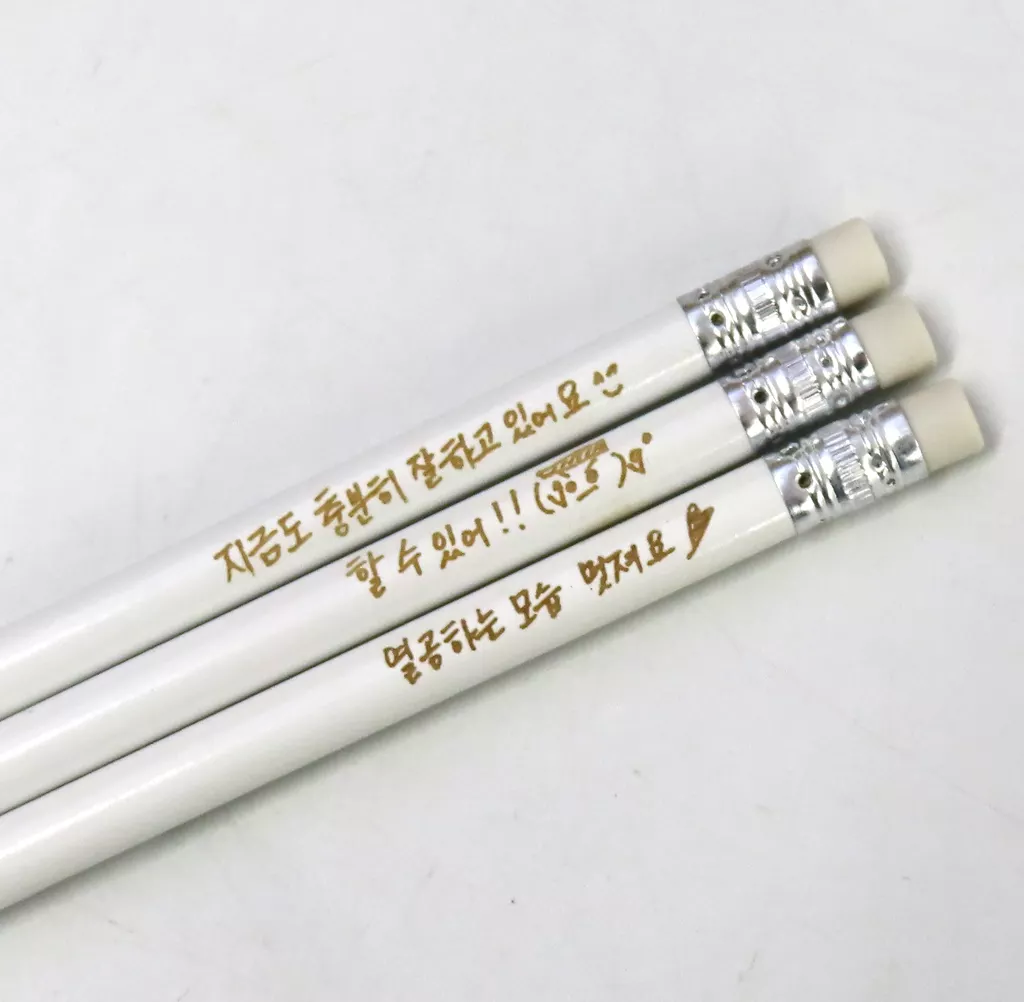 지금도 충분히 잘하고 있어요
할 수 있어!!
열공하는 모습 멋져요